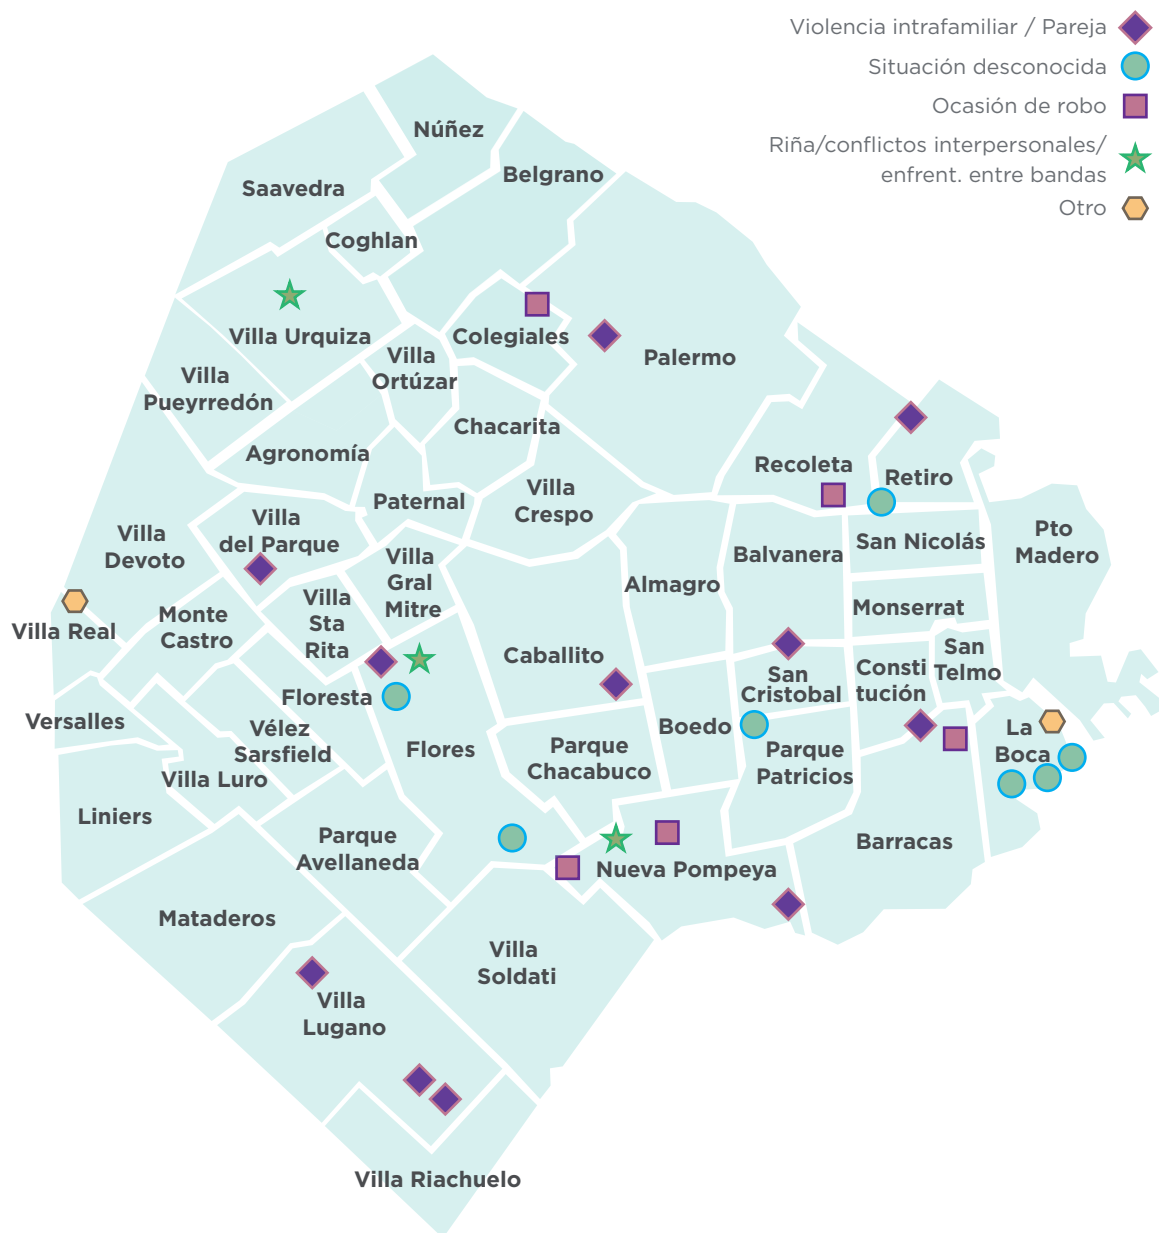 Violencia intrafamiliar / Pareja
Situación desconocida
Ocasión de robo
Riña/conflictos interpersonales/
enfrent. entre bandas
Otro
Núñez
Belgrano
Saavedra
Coghlan
Villa Urquiza
Colegiales
Villa
Ortúzar
Palermo
Villa
Pueyrredón
Chacarita
Agronomía
Recoleta
Retiro
Paternal
Villa
Crespo
Villa
del Parque
Villa
Devoto
Villa
Gral
Mitre
Balvanera
San Nicolás
Pto
Madero
Almagro
Villa
Sta
Rita
Monte
Castro
Monserrat
Villa Real
Caballito
San
Telmo
San
Cristobal
Consti
tución
Floresta
Versalles
Vélez
Sarsfield
Flores
Boedo
La
Boca
Parque
Chacabuco
Parque
Patricios
Villa Luro
Liniers
Parque
Avellaneda
Barracas
Nueva Pompeya
Mataderos
Villa
Soldati
Villa
Lugano
Villa Riachuelo